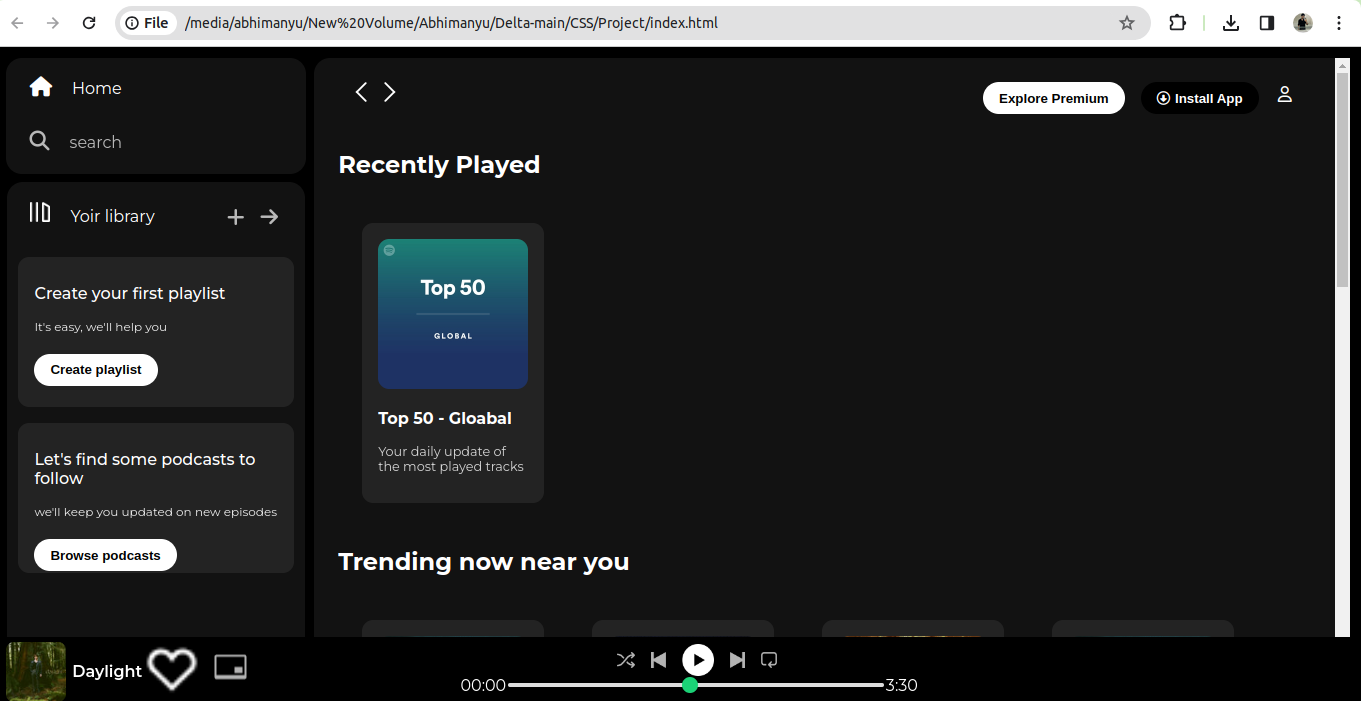 File /media/abhimanyu/New%20Volume/Abhimanyu/Delta-main/CSS/Project/index.html
Home
search
Yoir library
Create your first playlist
It's easy, we'll help you
Create playlist
Let's find some podcasts to
follow
we'll keep you updated on new episodes
Browse podcasts
Explore Premium
Install App
Recently Played
Top 50
GLOBAL
Top 50 - Gloabal
Your daily update of
the most played tracks
Trending now near you
Daylight
00:00
3:30